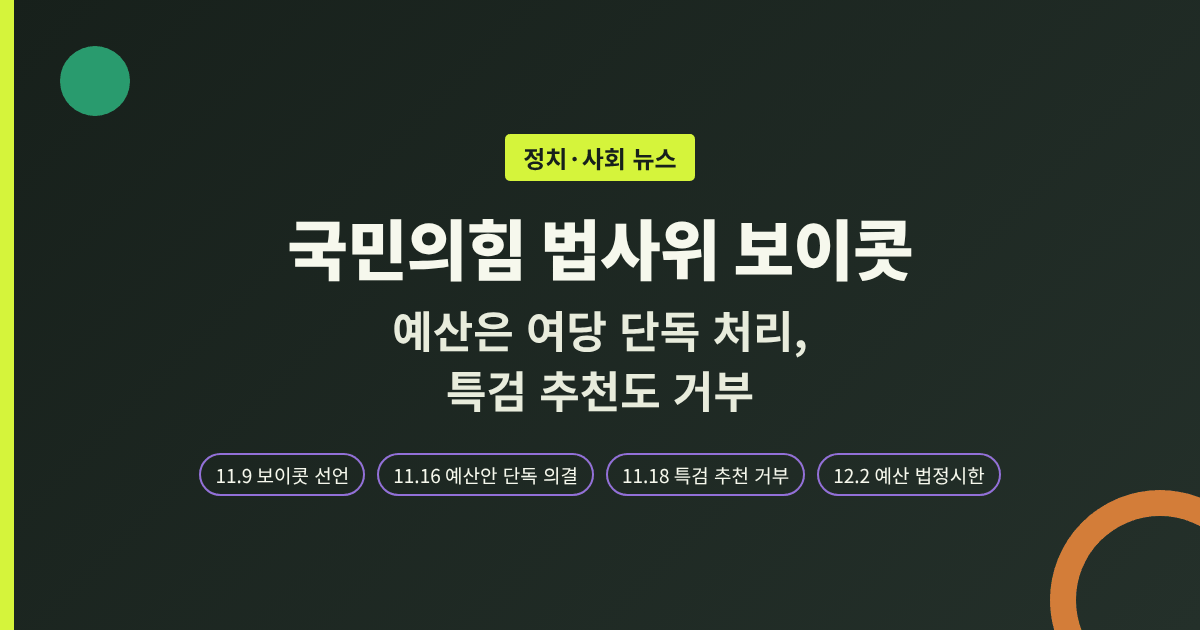 정치·사회 뉴스
국민의힘 법사위 보이콧
예산은 여당 단독 처리,
특검 추천도 거부
11.9 보이콧 선언
11.16 예산안 단독 의결
11.18 특검 추천 거부
12.2 예산 법정시한